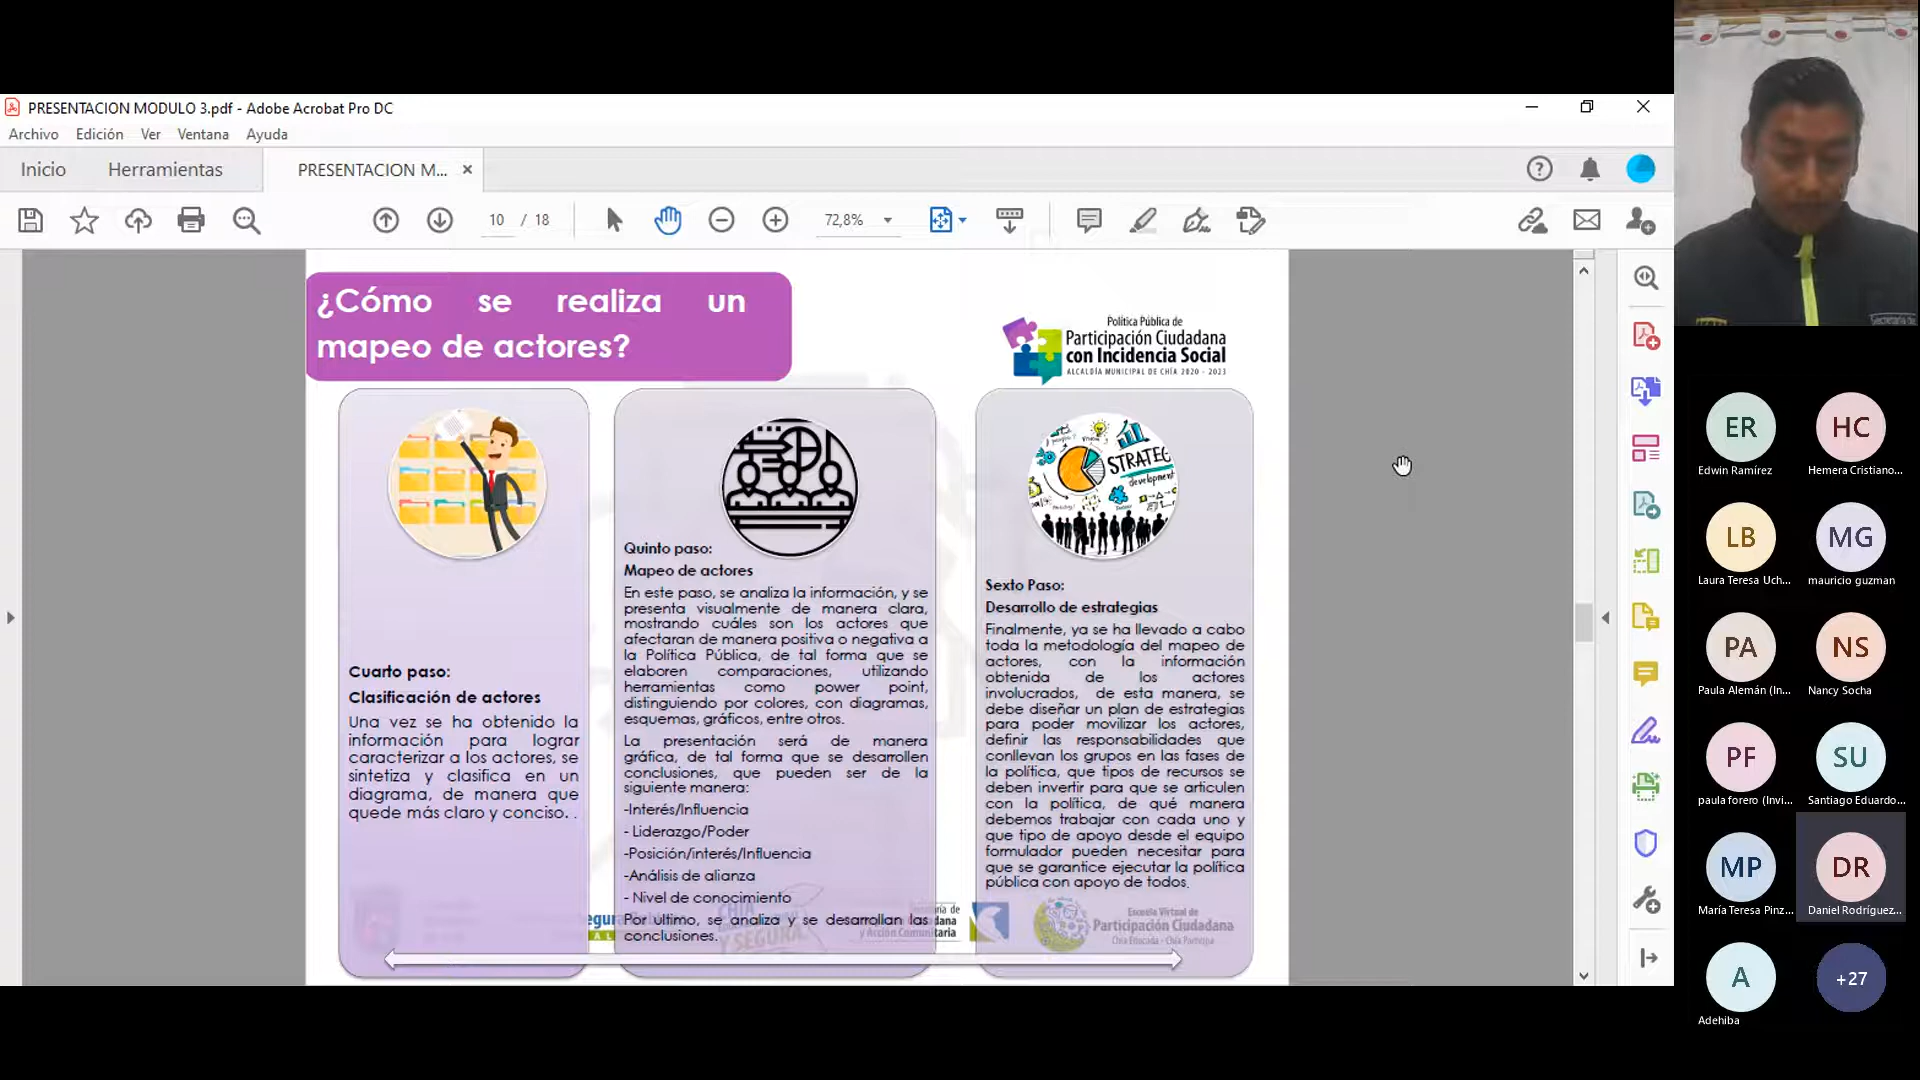 PRESENTACION MODULO 3.pdf - Adobe Acrobat Pro DC
Archivo Edición Ver Ventana Ayuda
Inicio Herramientas PRESENTACION M...
10 / 18 72,8%
¿Cómo se realiza un
mapeo de actores?
Política Pública de
Participación Ciudadana
con Incidencia Social
ALCALDÍA MUNICIPAL DE CHÍA 2020 - 2023
Cuarto paso:
Clasificación de actores
Una vez se ha obtenido la
información para lograr
caracterizar a los actores, se
sintetiza y clasifica en un
diagrama, de manera que
quede más claro y conciso. .
Quinto paso:
Mapeo de actores
En este paso, se analiza la información, y se
presenta visualmente de manera clara,
mostrando cuáles son los actores que
afectaran de manera positiva o negativa a
la Política Pública, de tal forma que se
elaboren comparaciones, utilizando
herramientas como power point,
distinguiendo por colores, con diagramas,
esquemas, gráficos, entre otros.
La presentación será de manera
gráfica, de tal forma que se desarrollen
conclusiones, que pueden ser de la
siguiente manera:
-Interés/Influencia
- Liderazgo/Poder
-Posición/interés/Influencia
-Análisis de alianza
- Nivel de conocimiento
Por último, se analiza y se desarrollan las
conclusiones.
STRATEG
development
Sexto Paso:
Desarrollo de estrategias
Finalmente, ya se ha llevado a cabo
toda la metodología del mapeo de
actores, con la información
obtenida de los actores
involucrados, de esta manera, se
debe diseñar un plan de estrategias
para poder movilizar los actores,
definir las responsabilidades que
conllevan los grupos en las fases de
la política, que tipos de recursos se
deben invertir para que se articulen
con la política, de qué manera
debemos trabajar con cada uno y
que tipo de apoyo desde el equipo
formulador pueden necesitar para
que se garantice ejecutar la política
pública con apoyo de todos.
Y SEGURA
y Acción Comunitaria
Escuela Virtual de
Participación Ciudadana
Chía Educada - Chía Participa
ER HC
Edwin Ramírez Hemera Cristiano...
LB MG
Laura Teresa Uch... mauricio guzman
PA NS
Paula Alemán (In... Nancy Socha
PF SU
paula forero (Invi... Santiago Eduardo...
MP DR
María Teresa Pinz... Daniel Rodríguez...
A +27
Adehiba